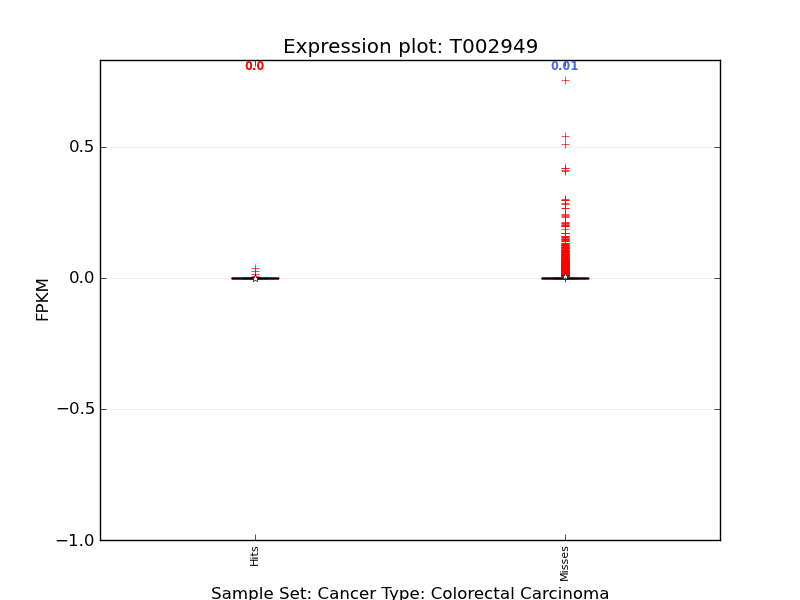 Expression plot: T002949
0.0
0.01
0.5
0.0
−0.5
−1.0
FPKM
Hits
Misses
Sample Set: Cancer Type: Colorectal Carcinoma